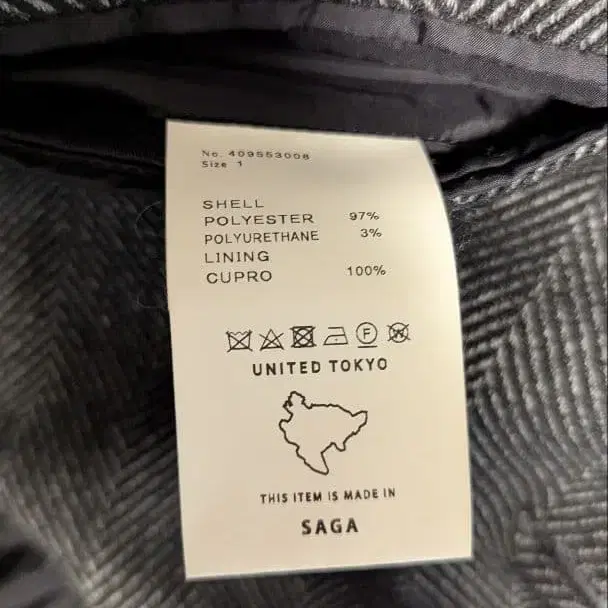 No. 409553008
Size 1
SHELL
POLYESTER 97%
POLYURETHANE 3%
LINING
CUPRO 100%
F
W
UNITED TOKYO
THIS ITEM IS MADE IN
SAGA